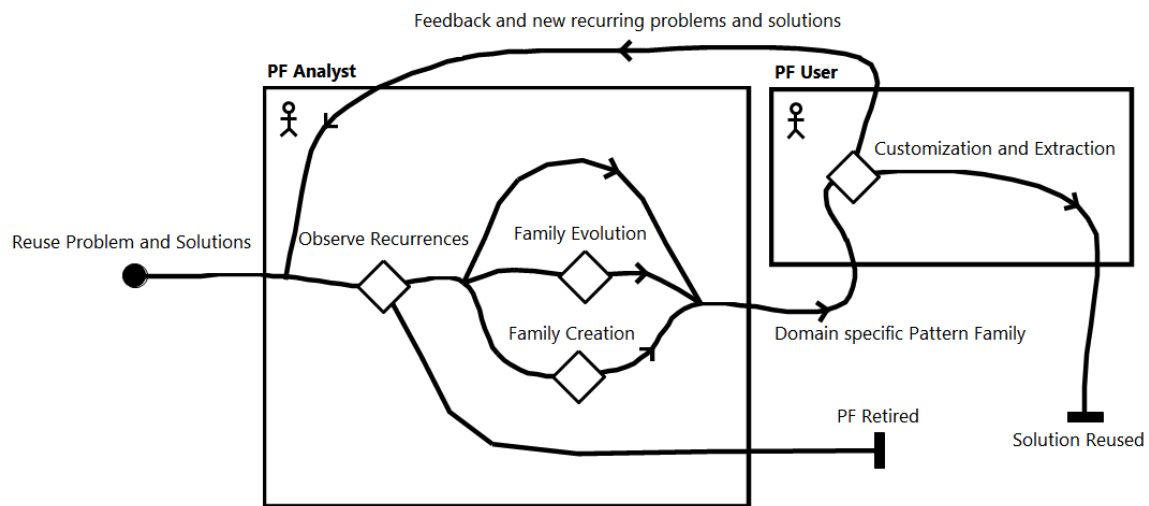 Feedback and new recurring problems and solutions
PF Analyst
PF User
Customization and Extraction
Reuse Problem and Solutions
Observe Recurrences
Family Evolution
Family Creation
Domain specific Pattern Family
PF Retired
Solution Reused